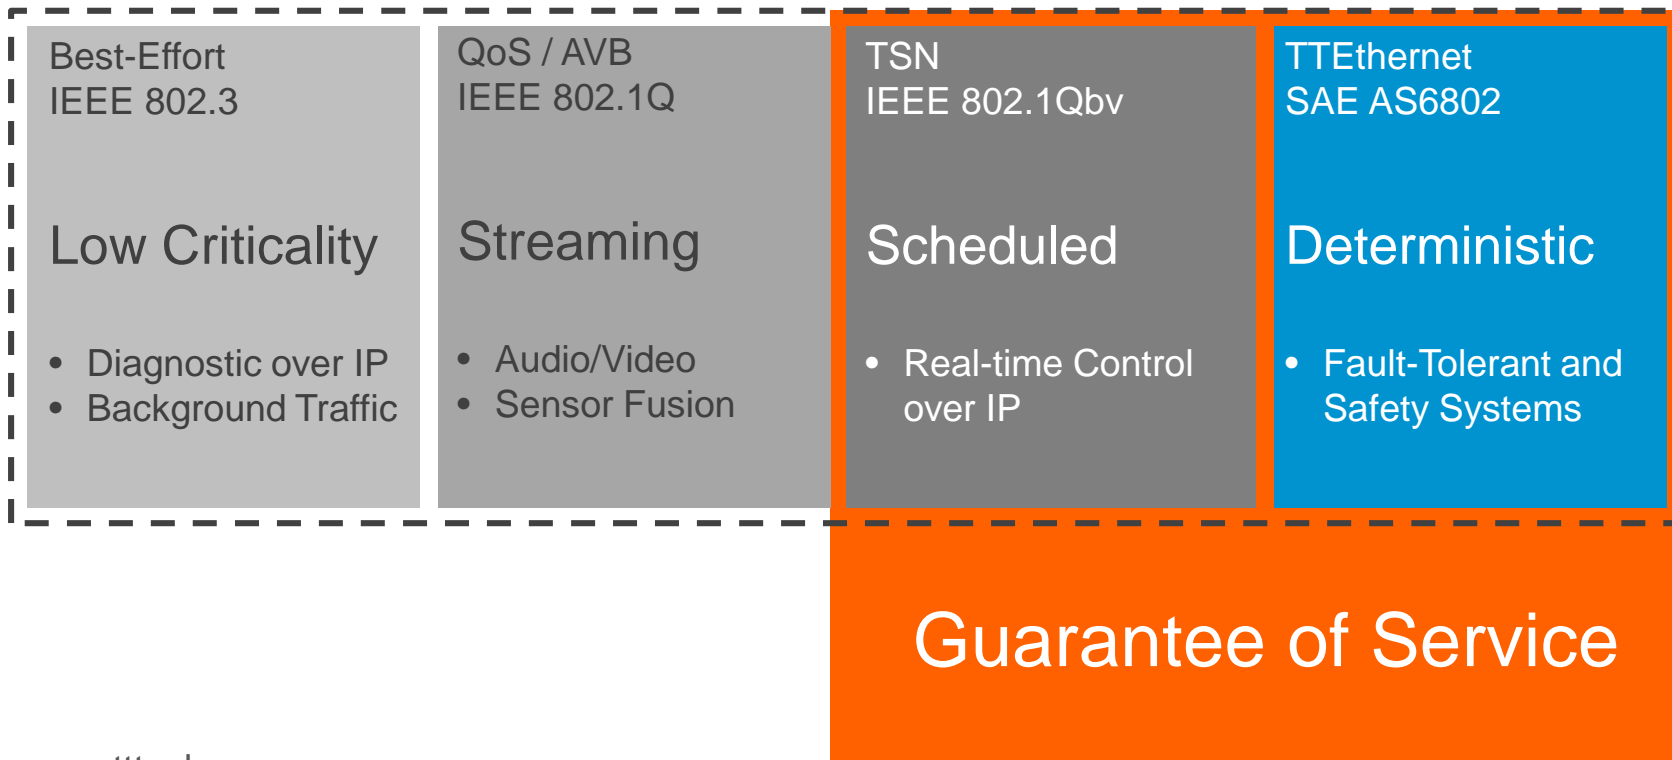 Best-Effort
IEEE 802.3
Low Criticality
• Diagnostic over IP
• Background Traffic
QoS / AVB
IEEE 802.1Q
Streaming
• Audio/Video
• Sensor Fusion
TSN
IEEE 802.1Qbv
Scheduled
• Real-time Control
over IP
TTEthernet
SAE AS6802
Deterministic
• Fault-Tolerant and
Safety Systems
Guarantee of Service